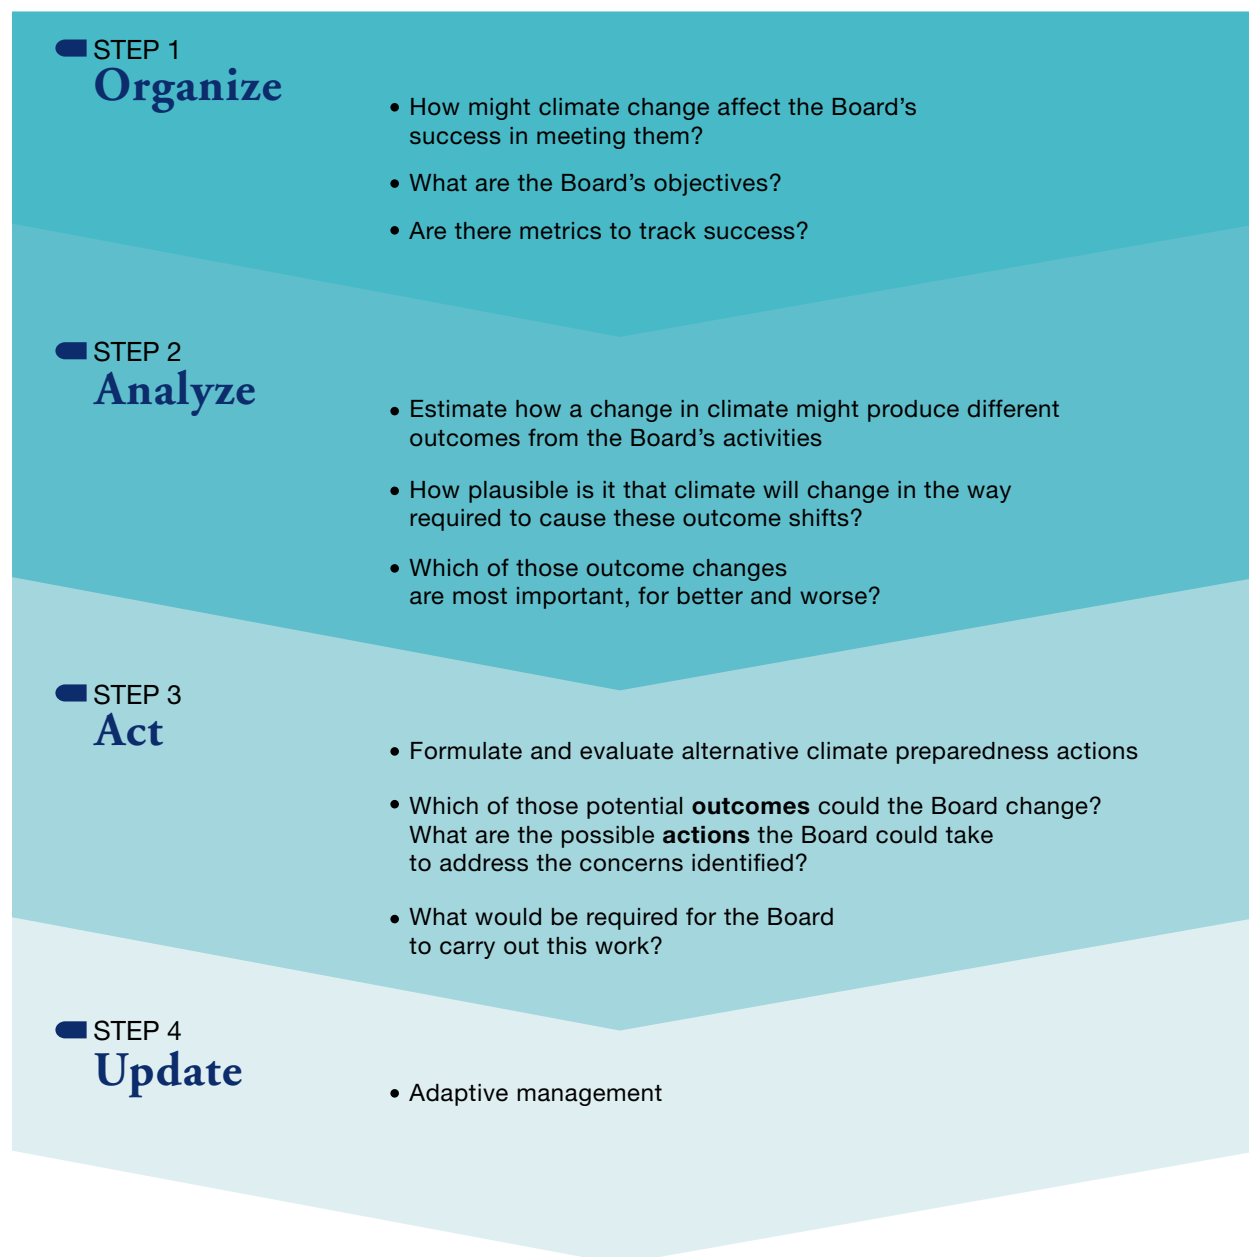 STEP 1
Organize
• How might climate change affect the Board’s
success in meeting them?
• What are the Board’s objectives?
• Are there metrics to track success?
STEP 2
Analyze
• Estimate how a change in climate might produce different
outcomes from the Board’s activities
• How plausible is it that climate will change in the way
required to cause these outcome shifts?
• Which of those outcome changes
are most important, for better and worse?
STEP 3
Act
• Formulate and evaluate alternative climate preparedness actions
• Which of those potential outcomes could the Board change?
What are the possible actions the Board could take
to address the concerns identified?
• What would be required for the Board
to carry out this work?
STEP 4
Update
• Adaptive management